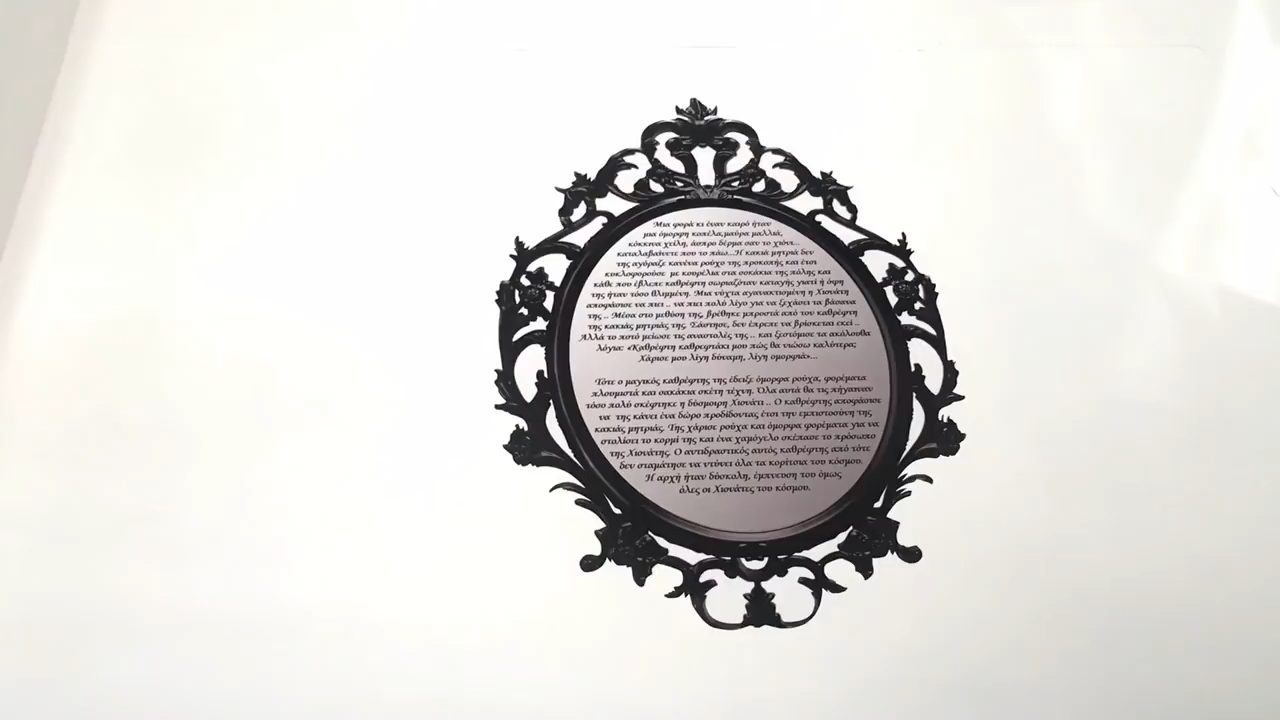 Μια φορά κι έναν καιρό ήταν
μια όμορφη κοπέλα,μαύρα μαλλιά,
κόκκινα χείλη, άσπρο δέρμα σαν το χιόνι...
καταλαβαίνετε που το πάω...Η κακιά μητριά δεν
της αγόραζε κανένα ρούχο της προκοπής και έτσι
κυκλοφορούσε με κουρέλια στα σοκάκια της πόλης και
κάθε που έβλεπε καθρέφτη σωριαζόταν καταγής γιατί ή όψη
της ήταν τόσο θλιμμένη. Μια νύχτα αγανακτισμένη η Χιονάτη
αποφάσισε να πιει .. να πιει πολύ λίγο για να ξεχάσει τα βάσανα
της .. Μέσα στο μεθύσι της, βρέθηκε μπροστά από τον καθρέφτη
της κακιάς μητριάς της. Σάστησε, δεν έπρεπε να βρίσκεται εκεί ..
Αλλά το ποτό μείωσε τις αναστολές της .. και ξεστόμισε τα ακόλουθα
λόγια: «Καθρέφτη καθρεφτάκι μου πώς θα νιώσω καλύτερα;
Χάρισε μου λίγη δύναμη, λίγη ομορφιά»...
Τότε ο μαγικός καθρέφτης της έδειξε όμορφα ρούχα, φορέματα
πλουμιστά και σακάκια σκέτη τέχνη. Όλα αυτά θα τις πήγαιναν
τόσο πολύ σκέφτηκε η δύσμοιρη Χιονάτι .. Ο καθρέφτης αποφάσισε
να της κάνει ένα δώρο προδίδοντας έτσι την εμπιστοσύνη της
κακιάς μητριάς. Της χάρισε ρούχα και όμορφα φορέματα για να
στολίσει το κορμί της και ένα χαμόγελο σκέπασε το πρόσωπο
της Χιονάτης. Ο αντιδραστικός αυτός καθρέφτης από τότε
δεν σταμάτησε να ντύνει όλα τα κορίτσια του κόσμου.
Η αρχή ήταν δύσκολη, έμπνευση του όμως
όλες οι Χιονάτες του κόσμου.